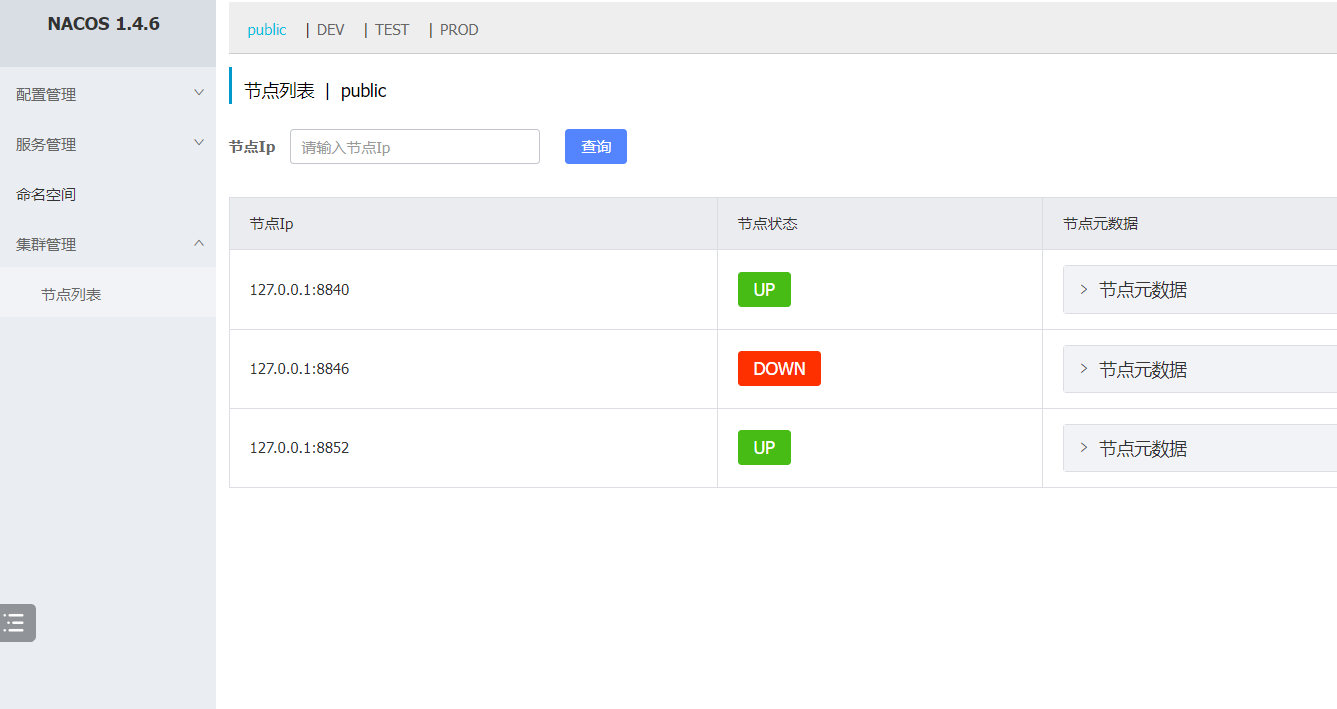 NACOS 1.4.6
public | DEV | TEST | PROD
配置管理
服务管理
命名空间
集群管理
节点列表
节点列表 | public
节点Ip 请输入节点Ip 查询
节点Ip 节点状态 节点元数据
127.0.0.1:8840 UP > 节点元数据
127.0.0.1:8846 DOWN > 节点元数据
127.0.0.1:8852 UP > 节点元数据